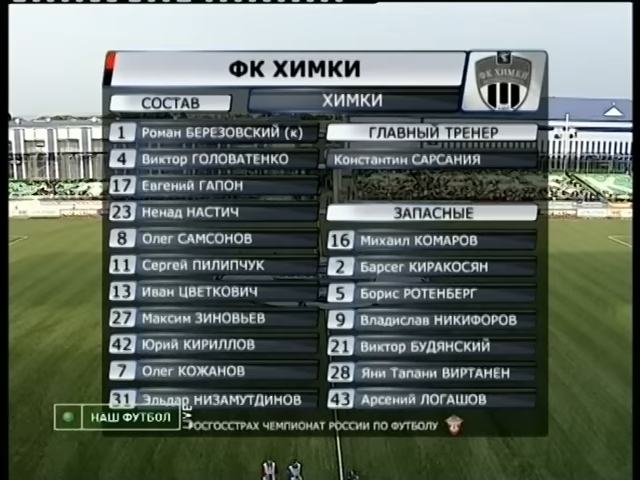 ФК ХИМКИ
ФК ХИМКИ
СОСТАВ
ХИМКИ
1 Роман БЕРЕЗОВСКИЙ (к)
4 Виктор ГОЛОВАТЕНКО
17 Евгений ГАПОН
23 Ненад НАСТИЧ
8 Олег САМСОНОВ
11 Сергей ПИЛИПЧУК
13 Иван ЦВЕТКОВИЧ
27 Максим ЗИНОВЬЕВ
42 Юрий КИРИЛЛОВ
7 Олег КОЖАНОВ
31 Эльдар НИЗАМУТДИНОВ
ГЛАВНЫЙ ТРЕНЕР
Константин САРСАНИЯ
ЗАПАСНЫЕ
16 Михаил КОМАРОВ
2 Барсег КИРАКОСЯН
5 Борис РОТЕНБЕРГ
9 Владислав НИКИФОРОВ
21 Виктор БУДЯНСКИЙ
28 Яни Тапани ВИРТАНЕН
43 Арсений ЛОГАШОВ
НАШ ФУТБОЛ
LIVE
РОСГОССТРАХ ЧЕМПИОНАТ РОССИИ ПО ФУТБОЛУ